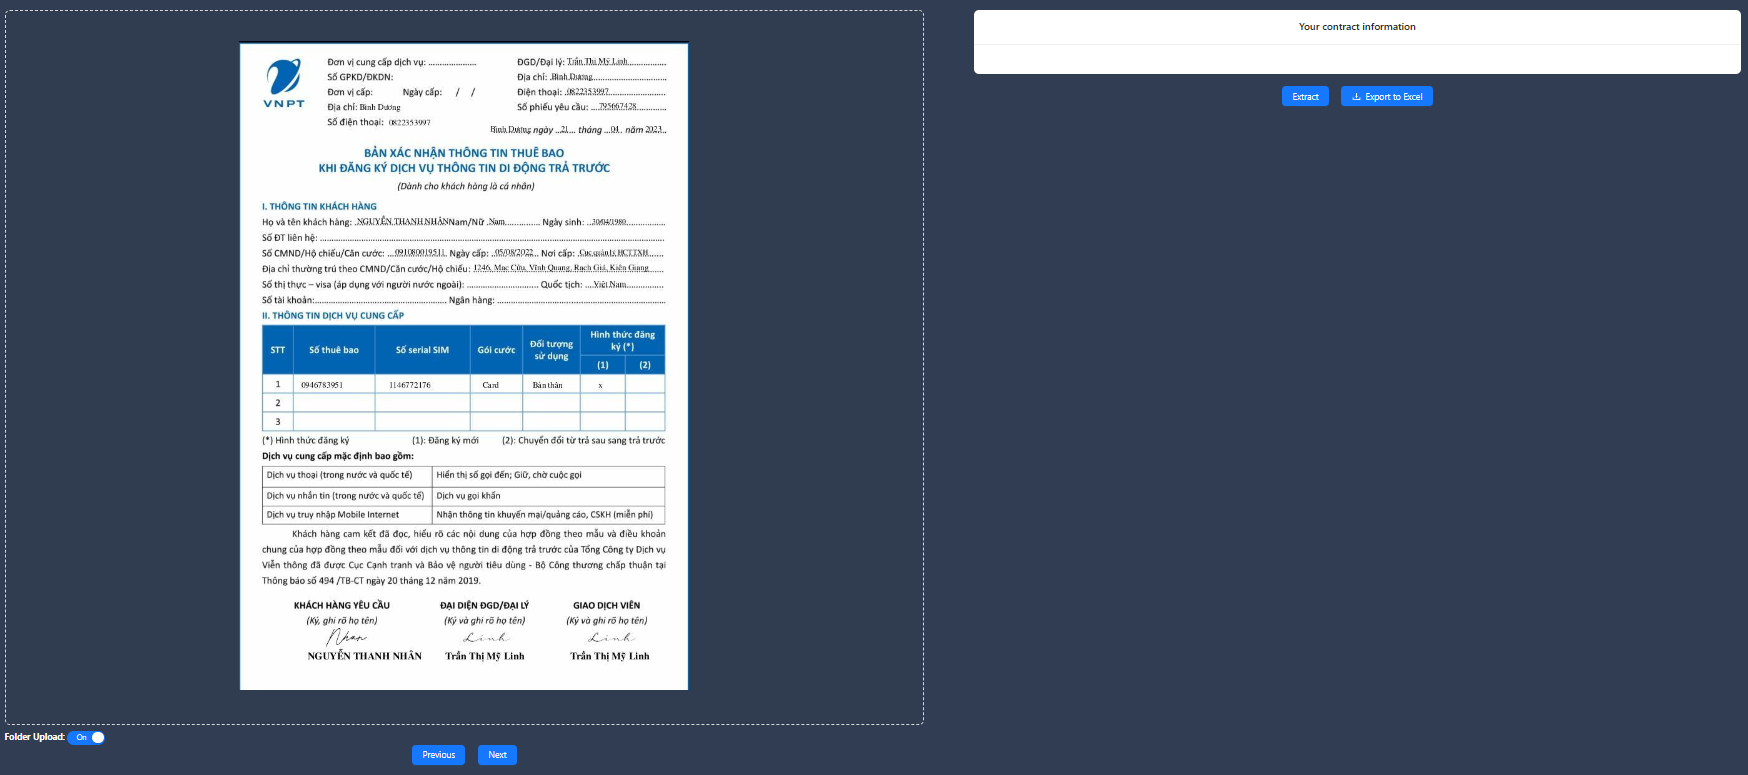 VNPT
Đơn vị cung cấp dịch vụ: .....................
Số GPKD/ĐKDN:
Đơn vị cấp: Ngày cấp: / /
Địa chỉ: Bình Dương
Số điện thoại: 0822353997
ĐGD/Đại lý: Trần Thị Mỹ Linh
Địa chỉ: Bình Dương
Điện thoại: 0822353997
Số phiếu yêu cầu: 795667428
Bình Dương ngày 21 tháng 04 năm 2023
BẢN XÁC NHẬN THÔNG TIN THUÊ BAO
KHI ĐĂNG KÝ DỊCH VỤ THÔNG TIN DI ĐỘNG TRẢ TRƯỚC
(Dành cho khách hàng là cá nhân)
I. THÔNG TIN KHÁCH HÀNG
Họ và tên khách hàng: NGUYỄN THANH NHÂN Nam/Nữ Nam Ngày sinh: 30/04/1980
Số ĐT liên hệ:
Số CMND/Hộ chiếu/Căn cước: 091080019511 Ngày cấp: 05/08/2022 Nơi cấp: Cục quản lý HCTTXH
Địa chỉ thường trú theo CMND/Căn cước/Hộ chiếu: 1246, Mạc Cửu, Vĩnh Quang, Rạch Giá, Kiên Giang
Số thị thực – visa (áp dụng với người nước ngoài): Quốc tịch: Việt Nam
Số tài khoản: Ngân hàng:
II. THÔNG TIN DỊCH VỤ CUNG CẤP
STT Số thuê bao Số serial SIM Gói cước Đối tượng sử dụng Hình thức đăng ký (*)
(1) (2)
1 0946783951 1146772176 Card Bản thân x
2
3
(*) Hình thức đăng ký (1): Đăng ký mới (2): Chuyển đổi từ trả sau sang trả trước
Dịch vụ cung cấp mặc định bao gồm:
Dịch vụ thoại (trong nước và quốc tế) Hiển thị số gọi đến; Giữ, chờ cuộc gọi
Dịch vụ nhắn tin (trong nước và quốc tế) Dịch vụ gọi khẩn
Dịch vụ truy nhập Mobile Internet Nhận thông tin khuyến mại/quảng cáo, CSKH (miễn phí)
Khách hàng cam kết đã đọc, hiểu rõ các nội dung của hợp đồng theo mẫu và điều khoản
chung của hợp đồng theo mẫu đối với dịch vụ thông tin di động trả trước của Tổng Công ty Dịch vụ
Viễn thông đã được Cục Cạnh tranh và Bảo vệ người tiêu dùng - Bộ Công thương chấp thuận tại
Thông báo số 494 /TB-CT ngày 20 tháng 12 năm 2019.
KHÁCH HÀNG YÊU CẦU ĐẠI DIỆN ĐGD/ĐẠI LÝ GIAO DỊCH VIÊN
(Ký, ghi rõ họ tên) (Ký và ghi rõ họ tên) (Ký và ghi rõ họ tên)
Nhan Linh Linh
NGUYỄN THANH NHÂN Trần Thị Mỹ Linh Trần Thị Mỹ Linh
Folder Upload: On
Previous Next
Your contract information
Extract Export to Excel